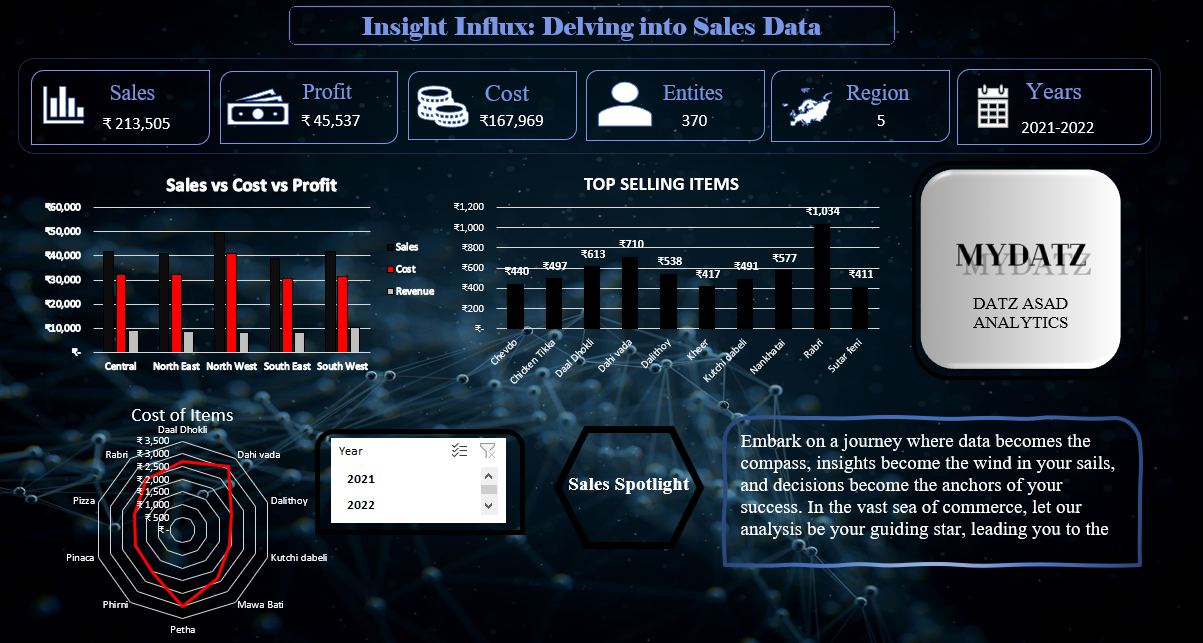 Insight Influx: Delving into Sales Data
Sales
₹ 213,505
Profit
₹ 45,537
Cost
₹167,969
Entites
370
Region
5
Years
2021-2022
Sales vs Cost vs Profit
₹60,000
₹50,000
₹40,000
₹30,000
₹20,000
₹10,000
₹-
Central
North East
North West
South East
South West
Sales
Cost
Revenue
TOP SELLING ITEMS
₹1,200
₹1,000
₹800
₹600
₹400
₹200
₹-
₹440
₹497
₹613
₹710
₹538
₹417
₹491
₹577
₹1,034
₹411
Chevdo
Chicken Tikka
Daal Dhokli
Dahi vada
Dalithoy
Kheer
Kutchi dabeli
Nankhatai
Rabri
Sutar feni
MYDATZ
DATZ ASAD
ANALYTICS
Cost of Items
Daal Dhokli
Dahi vada
Dalithoy
Kutchi dabeli
Mawa Bati
Petha
Phirni
Pinaca
Pizza
Rabri
₹ 3,500
₹ 3,000
₹ 2,500
₹ 2,000
₹ 1,500
₹ 1,000
₹ 500
₹ -
Year
2021
2022
Sales Spotlight
Embark on a journey where data becomes the
compass, insights become the wind in your sails,
and decisions become the anchors of your
success. In the vast sea of commerce, let our
analysis be your guiding star, leading you to the